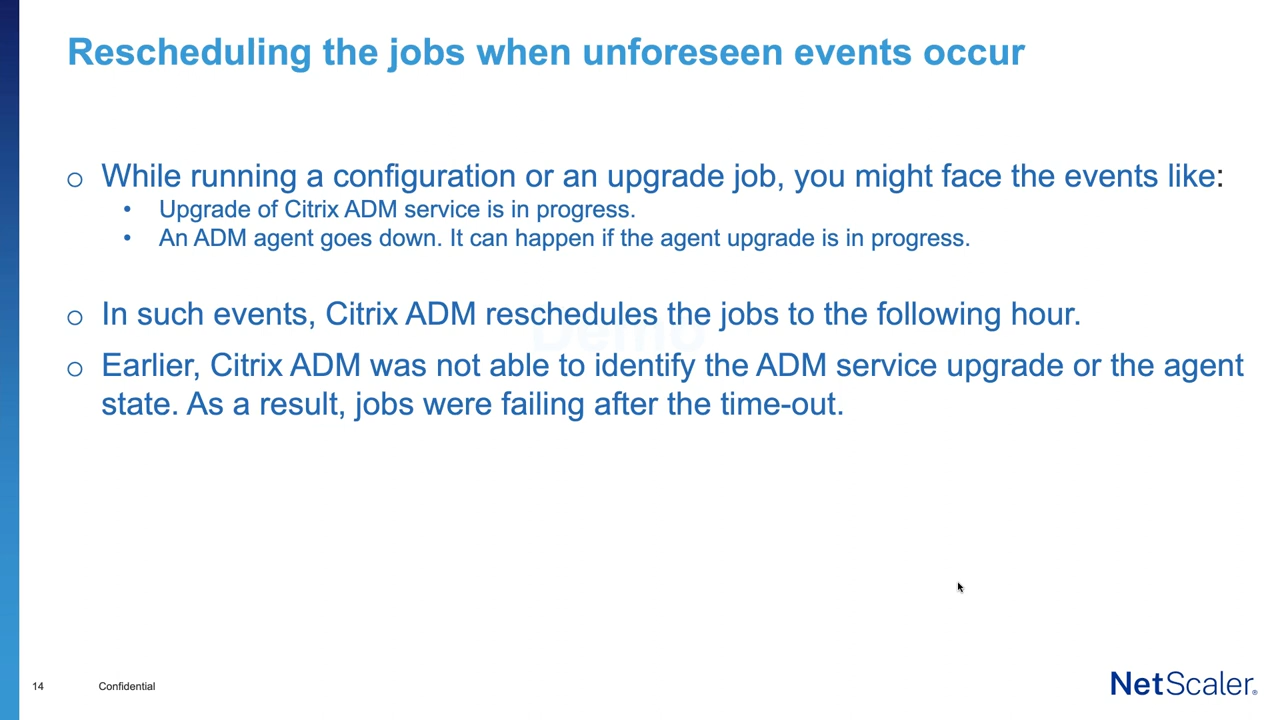 Rescheduling the jobs when unforeseen events occur
o While running a configuration or an upgrade job, you might face the events like:
• Upgrade of Citrix ADM service is in progress.
• An ADM agent goes down. It can happen if the agent upgrade is in progress.
o In such events, Citrix ADM reschedules the jobs to the following hour.
Demo
o Earlier, Citrix ADM was not able to identify the ADM service upgrade or the agent
state. As a result, jobs were failing after the time-out.
14 Confidential
NetScaler®